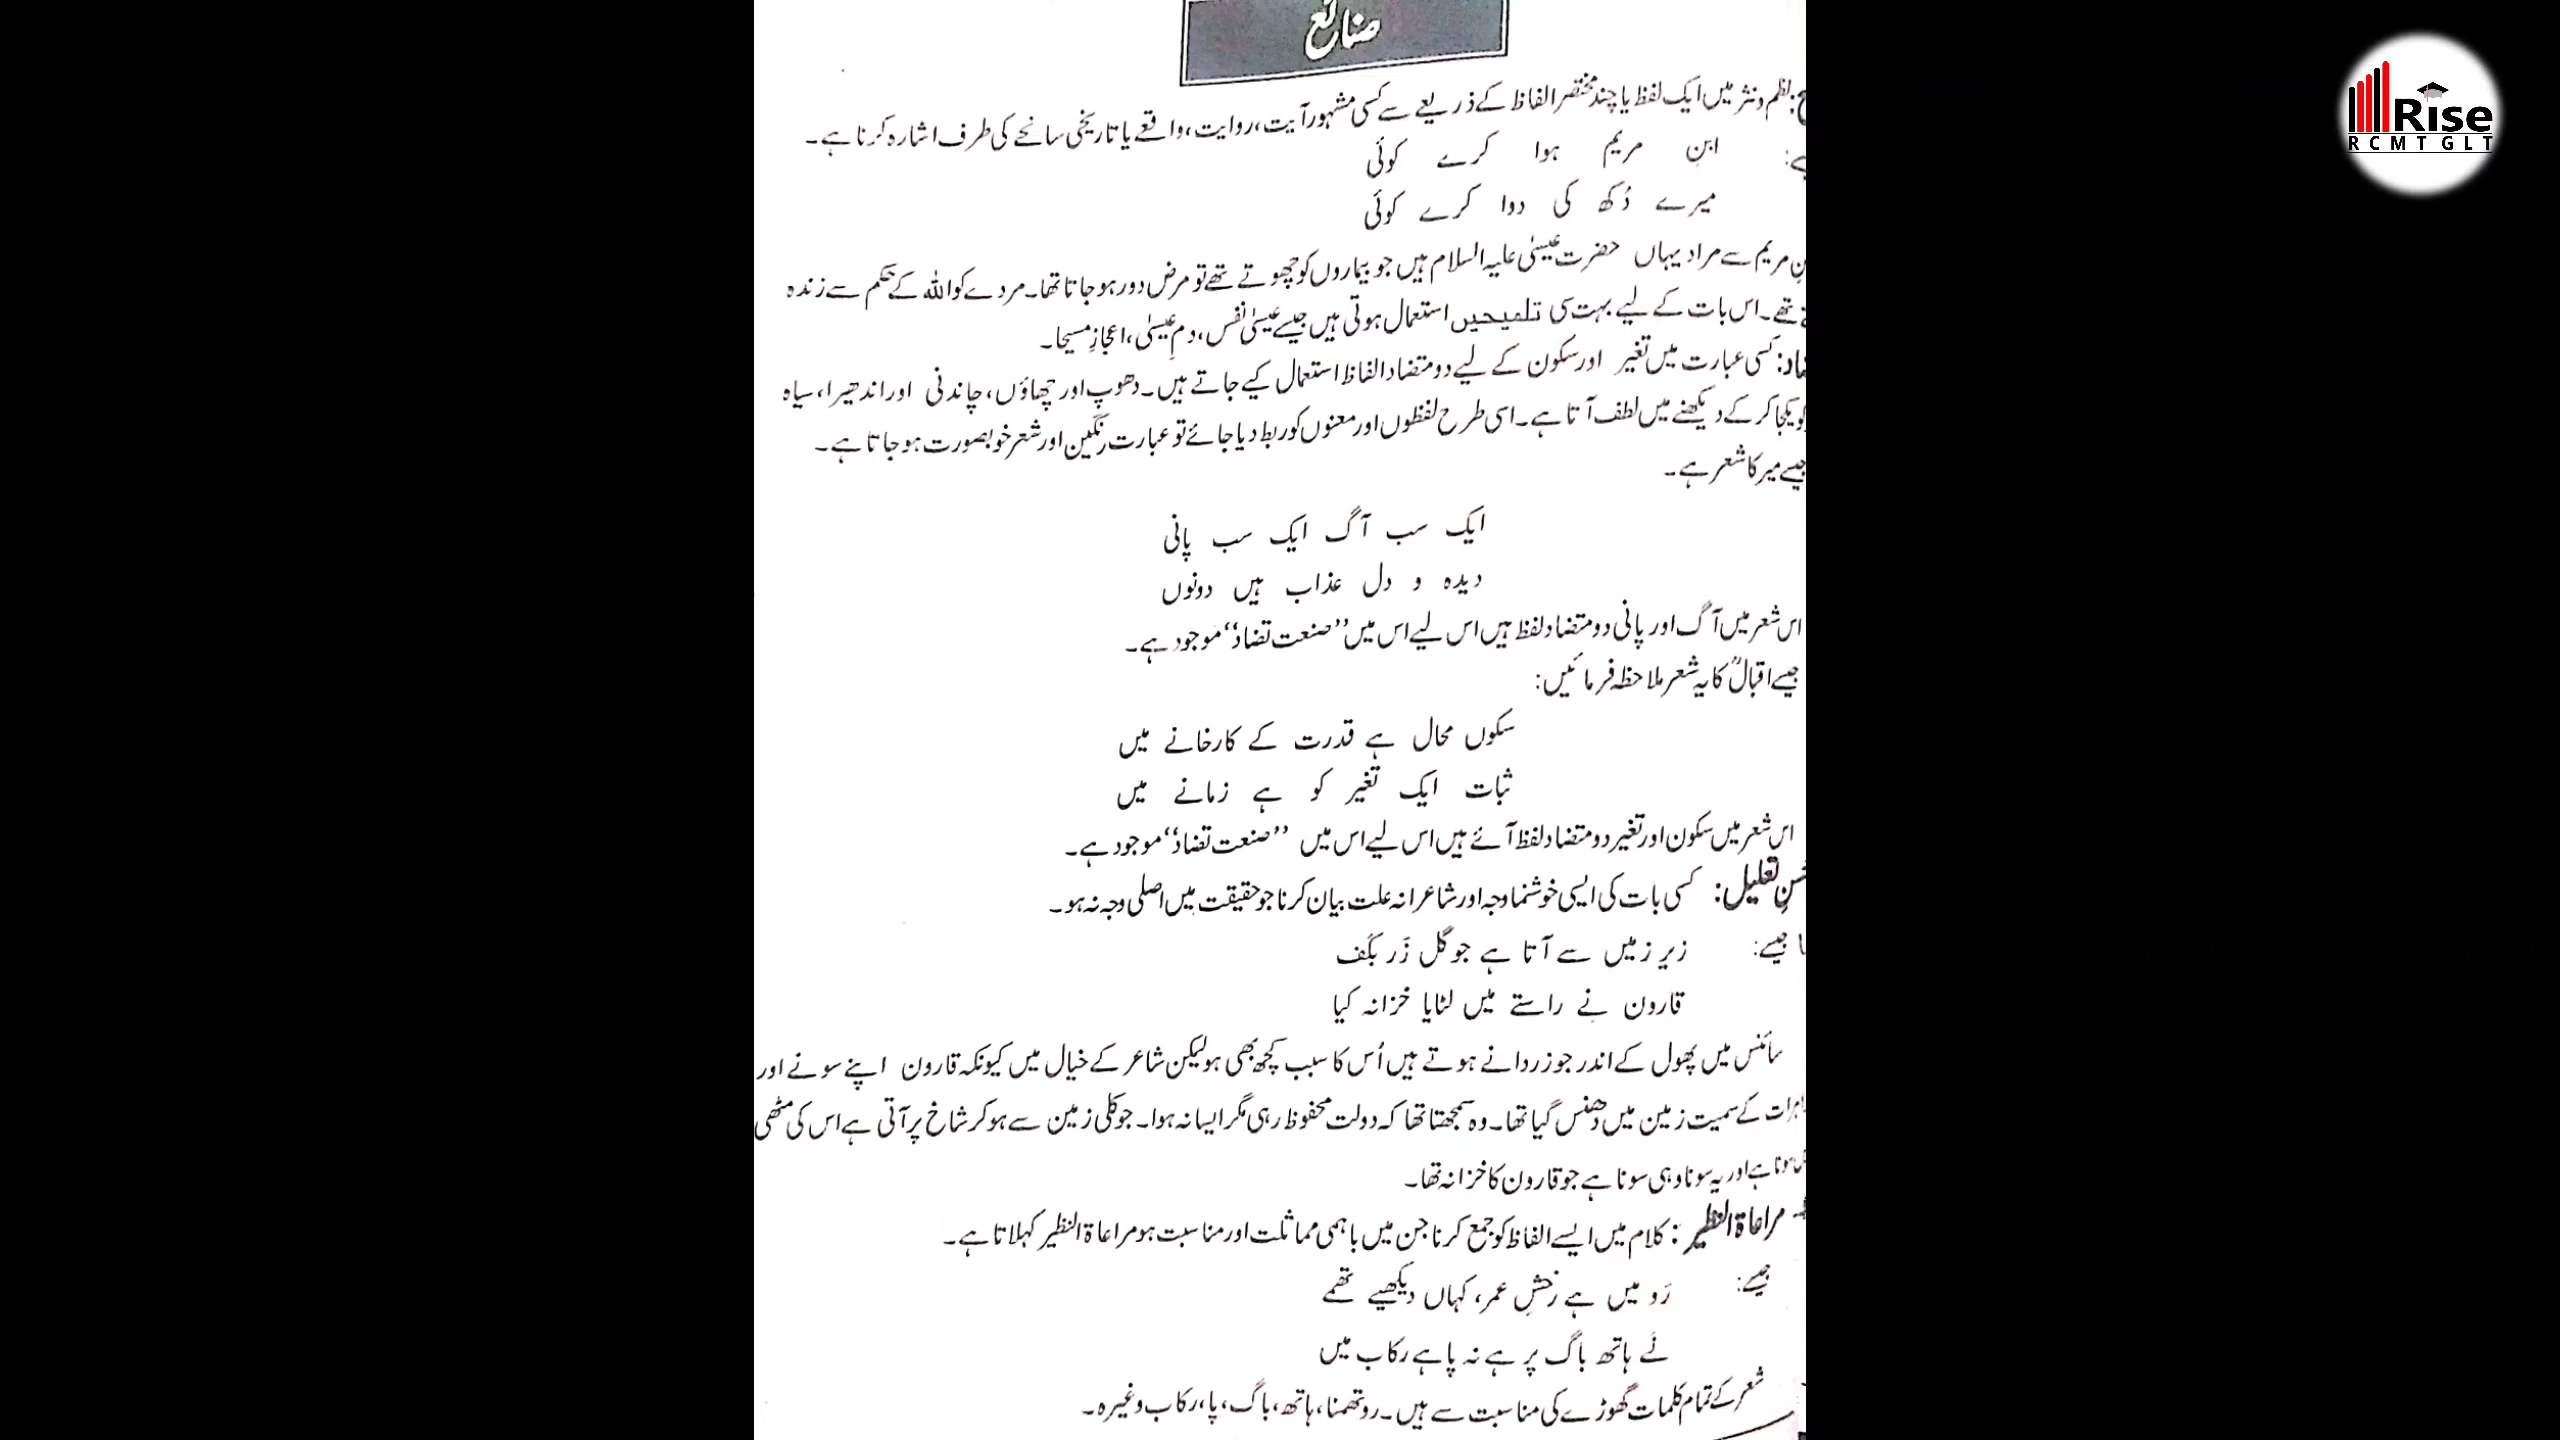 صنائع
نظم و نثر میں ایک لفظ یا چند مختصر الفاظ کے ذریعے سے کسی مشہور آیت، روایت، واقعے یا تاریخی سانحے کی طرف اشارہ کرنا ہے۔
ابنِ مریم ہوا کرے کوئی
میرے دُکھ کی دوا کرے کوئی
مریم سے مراد یہاں حضرت عیسیٰ علیہ السلام ہیں جو بیماروں کو چھوتے تھے تو مرض دور ہو جاتا تھا۔ مردے کو اللہ کے حکم سے زندہ
تھے۔ اس بات کے لیے بہت سی تلمیحیں استعمال ہوتی ہیں جیسے عیسیٰ نفس، دمِ عیسیٰ، اعجازِ مسیحا۔
کسی عبارت میں تغیر اور سکون کے لیے دو متضاد الفاظ استعمال کیے جاتے ہیں۔ دھوپ اور چھاؤں، چاندنی اور اندھیرا، سیاہ
کو یکجا کر کے دیکھنے میں لطف آتا ہے۔ اسی طرح لفظوں اور معنوں کو ربط دیا جائے تو عبارت رنگین اور شعر خوبصورت ہو جاتا ہے۔
جیسے میر کا شعر ہے۔
ایک سب آگ ایک سب پانی
دیدہ و دل عذاب ہیں دونوں
اس شعر میں آگ اور پانی دو متضاد لفظ ہیں اس لیے اس میں ”صنعت تضاد“ موجود ہے۔
جیسے اقبالؒ کا یہ شعر ملاحظہ فرمائیں:
سکوں محال ہے قدرت کے کارخانے میں
ثبات ایک تغیر کو ہے زمانے میں
اس شعر میں سکون اور تغیر دو متضاد لفظ آئے ہیں اس لیے اس میں ”صنعت تضاد“ موجود ہے۔
حُسنِ تعلیل: کسی بات کی ایسی خوشنما وجہ اور شاعرانہ علت بیان کرنا جو حقیقت میں اصلی وجہ نہ ہو۔
جیسے: زیرِ زمیں سے آتا ہے جو گل زَر بکَف
قارون نے راستے میں لٹایا خزانہ کیا
سائنس میں پھول کے اندر جو زر دانے ہوتے ہیں اُس کا سبب کچھ بھی ہو لیکن شاعر کے خیال میں کیونکہ قارون اپنے سونے اور
کے سمیت زمین میں دھنس گیا تھا۔ وہ سمجھتا تھا کہ دولت محفوظ رہی مگر ایسا نہ ہوا۔ جو کلی زمین سے ہو کر شاخ پر آتی ہے اس کی مٹھی
سونا ہے اور یہ سونا وہی سونا ہے جو قارون کا خزانہ تھا۔
مراعاۃ النظیر: کلام میں ایسے الفاظ کو جمع کرنا جن میں باہمی مماثلت اور مناسبت ہو مراعاۃ النظیر کہلاتا ہے۔
جیسے: رَو میں ہے رخشِ عمر، کہاں دیکھیے تھمے
نَے ہاتھ باگ پر ہے نہ پا ہے رکاب میں
شعر کے تمام کلمات گھوڑے کی مناسبت سے ہیں۔ رو تھمنا، ہاتھ، باگ، پا، رکاب وغیرہ۔
Rise
RCMTGLT